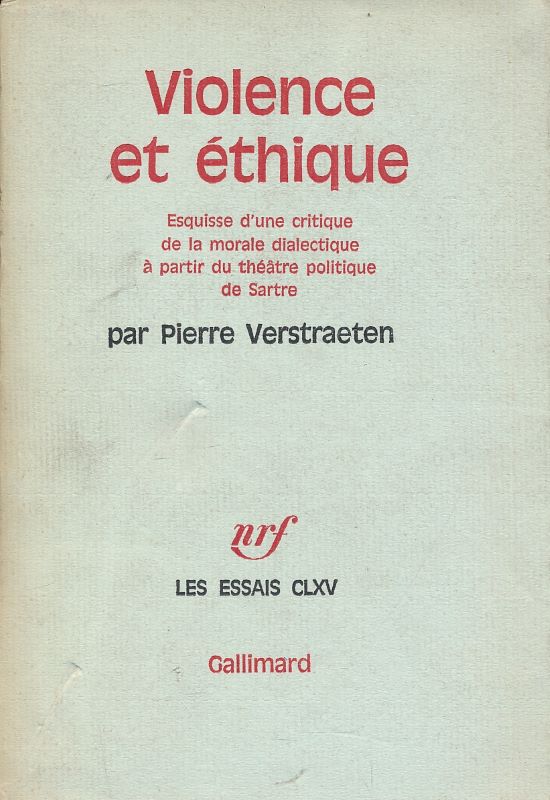 Violence
et éthique
Esquisse d'une critique
de la morale dialectique
à partir du théâtre politique
de Sartre
par Pierre Verstraeten
nrf
LES ESSAIS CLXV
Gallimard